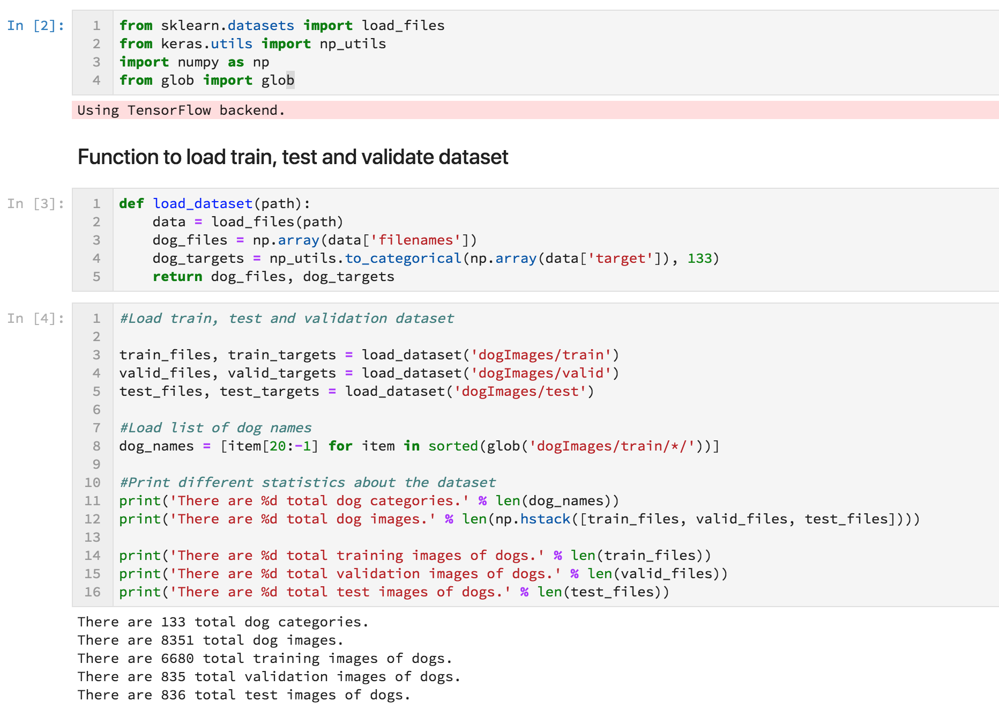 In [2]:
1 from sklearn.datasets import load_files
2 from keras.utils import np_utils
3 import numpy as np
4 from glob import glob
Using TensorFlow backend.
Function to load train, test and validate dataset
In [3]:
1 def load_dataset(path):
2     data = load_files(path)
3     dog_files = np.array(data['filenames'])
4     dog_targets = np_utils.to_categorical(np.array(data['target']), 133)
5     return dog_files, dog_targets
In [4]:
1 #Load train, test and validation dataset
2
3 train_files, train_targets = load_dataset('dogImages/train')
4 valid_files, valid_targets = load_dataset('dogImages/valid')
5 test_files, test_targets = load_dataset('dogImages/test')
6
7 #Load list of dog names
8 dog_names = [item[20:-1] for item in sorted(glob('dogImages/train/*/'))]
9
10 #Print different statistics about the dataset
11 print('There are %d total dog categories.' % len(dog_names))
12 print('There are %d total dog images.' % len(np.hstack([train_files, valid_files, test_files])))
13
14 print('There are %d total training images of dogs.' % len(train_files))
15 print('There are %d total validation images of dogs.' % len(valid_files))
16 print('There are %d total test images of dogs.' % len(test_files))
There are 133 total dog categories.
There are 8351 total dog images.
There are 6680 total training images of dogs.
There are 835 total validation images of dogs.
There are 836 total test images of dogs.